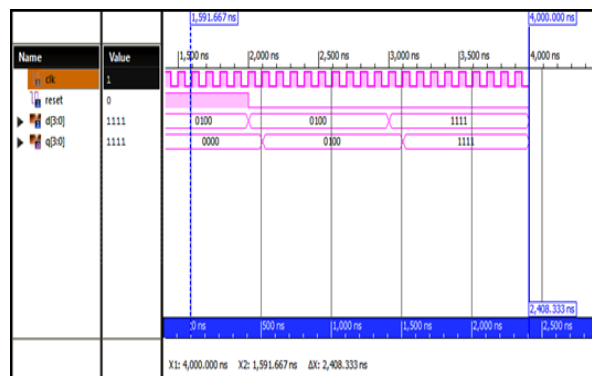 1,591.667 ns 4,000.000 ns
Name Value 1,500 ns 2,000 ns 2,500 ns 3,000 ns 3,500 ns 4,000 ns
clk 1
reset 0
d[3:0] 1111 0100 0100 1111
q[3:0] 1111 0000 0100 1111
2,408.333 ns
0 ns 500 ns 1,000 ns 1,500 ns 2,000 ns 2,500 ns
X1: 4,000.000 ns X2: 1,591.667 ns ΔX: 2,408.333 ns